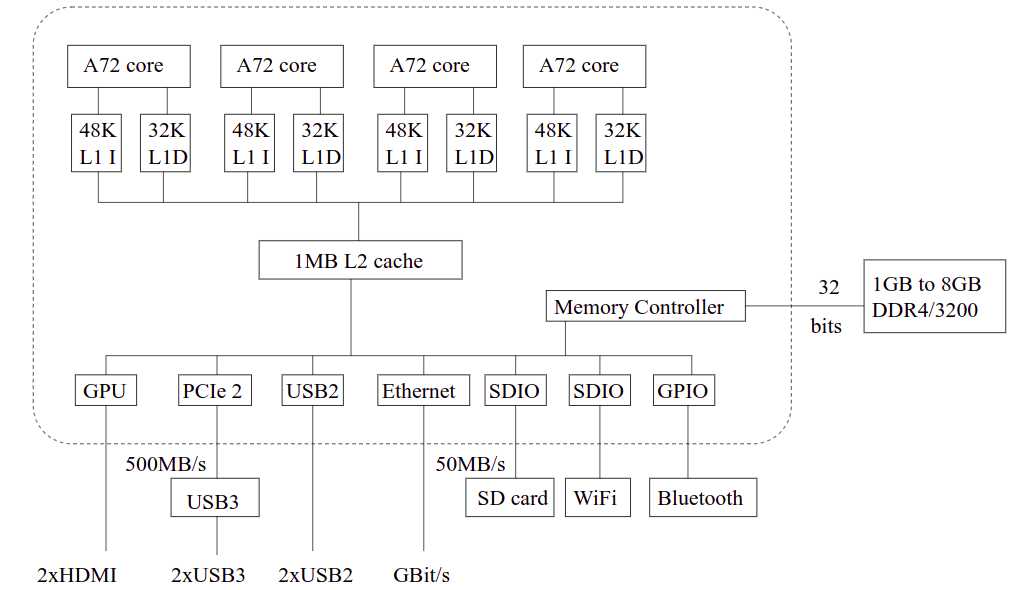 A72 core
A72 core
A72 core
A72 core
48K
L1 I
32K
L1D
48K
L1 I
32K
L1D
48K
L1 I
32K
L1D
48K
L1 I
32K
L1D
1MB L2 cache
Memory Controller
32
bits
1GB to 8GB
DDR4/3200
GPU
PCIe 2
USB2
Ethernet
SDIO
SDIO
GPIO
500MB/s
50MB/s
USB3
SD card
WiFi
Bluetooth
2xHDMI
2xUSB3
2xUSB2
GBit/s